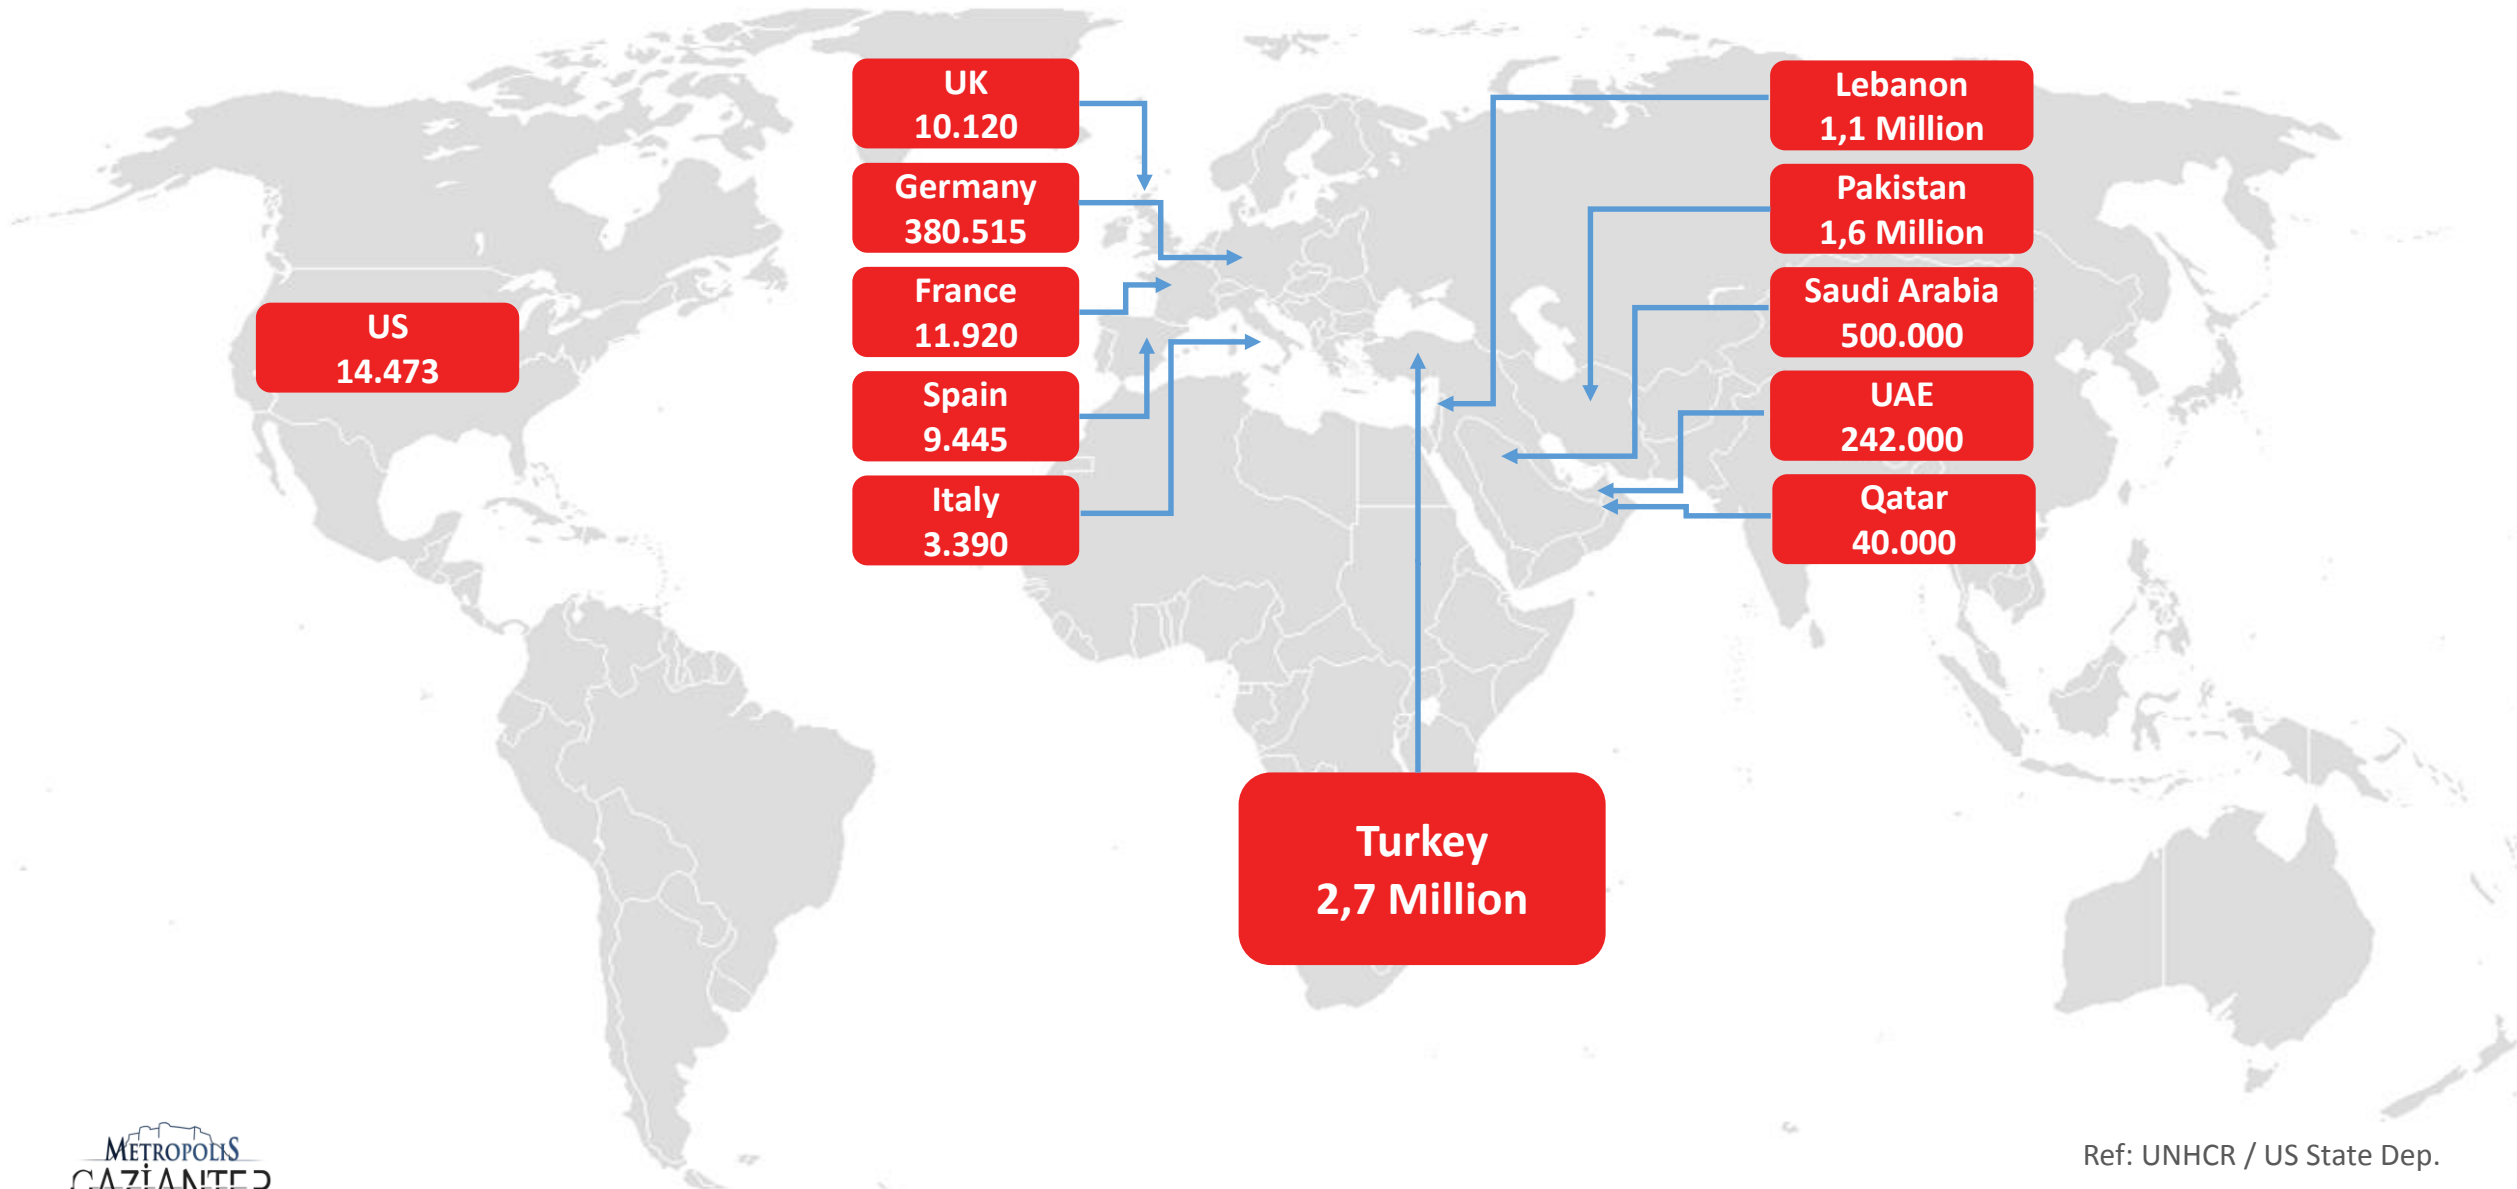 UK
10.120
Germany
380.515
France
11.920
Spain
9.445
Italy
3.390
US
14.473
Lebanon
1,1 Million
Pakistan
1,6 Million
Saudi Arabia
500.000
UAE
242.000
Qatar
40.000
Turkey
2,7 Million
METROPOLIS
GAZİANTEP
Ref: UNHCR / US State Dep.